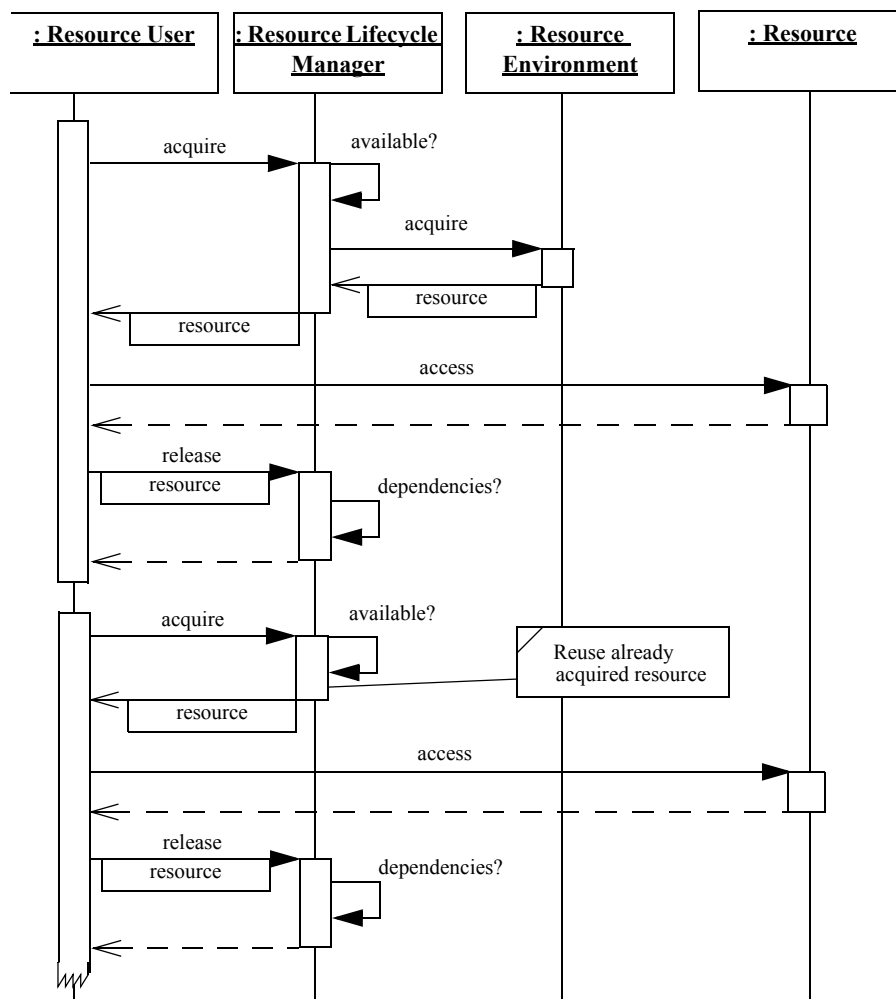 : Resource User
: Resource Lifecycle
Manager
: Resource
Environment
: Resource
acquire
available?
acquire
resource
resource
access
release
resource
dependencies?
acquire
available?
Reuse already
acquired resource
resource
access
release
resource
dependencies?